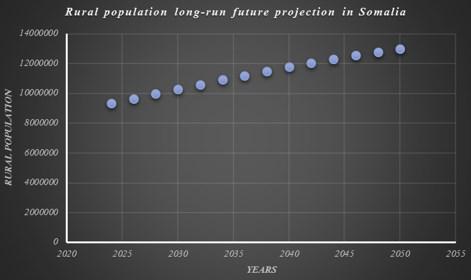 Rural population long-run future projection in Somalia
14000000
12000000
10000000
8000000
6000000
4000000
2000000
0
RURAL POPULATION
2020 2025 2030 2035 2040 2045 2050 2055
YEARS